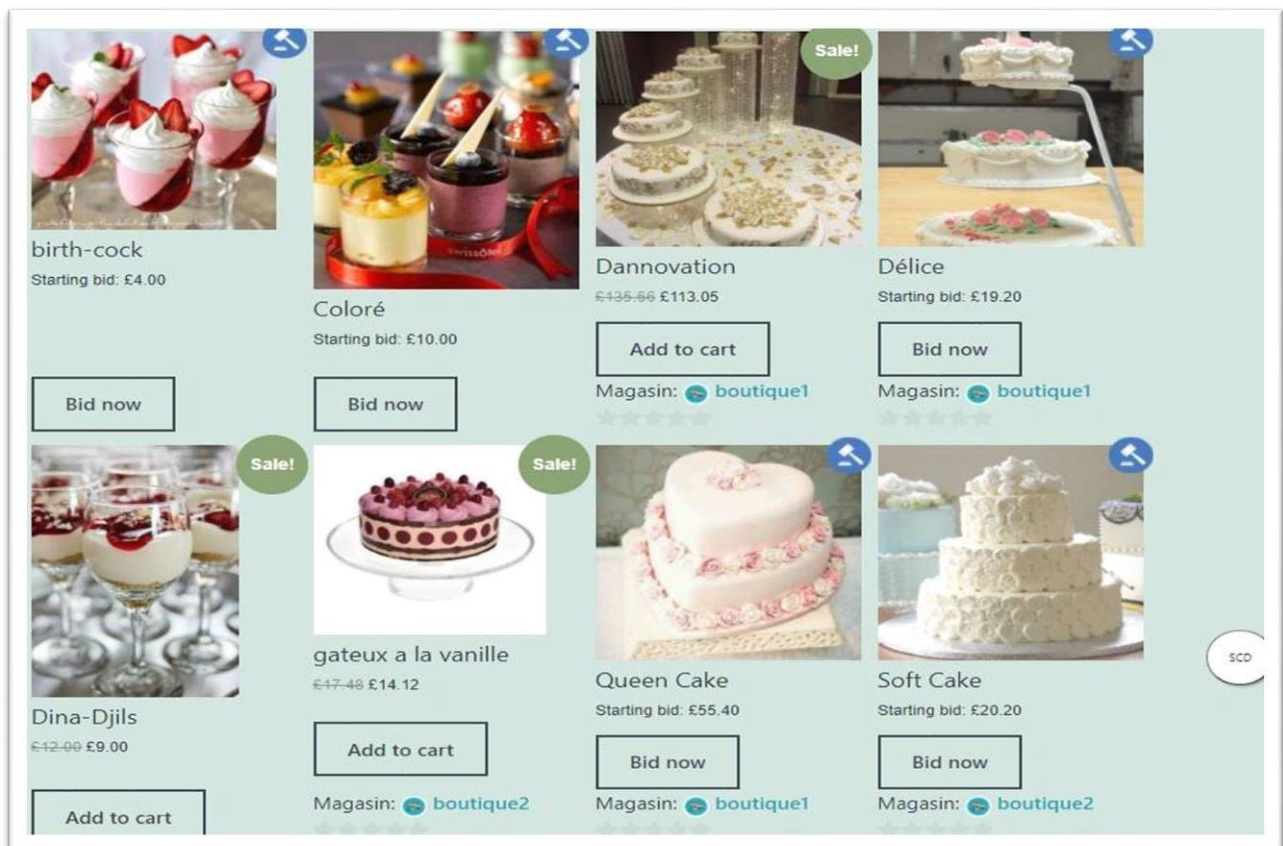 Sale!
swissôtel
birth-cock
Starting bid: £4.00
Bid now
Coloré
Starting bid: £10.00
Bid now
Dannovation
£135.66 £113.05
Add to cart
Magasin: boutique1
Délice
Starting bid: £19.20
Bid now
Magasin: boutique1
Sale!
Dina-Djils
£12.00 £9.00
Add to cart
Sale!
gateux a la vanille
£17.48 £14.12
Add to cart
Magasin: boutique2
Queen Cake
Starting bid: £55.40
Bid now
Magasin: boutique1
Soft Cake
Starting bid: £20.20
Bid now
Magasin: boutique2
$CD